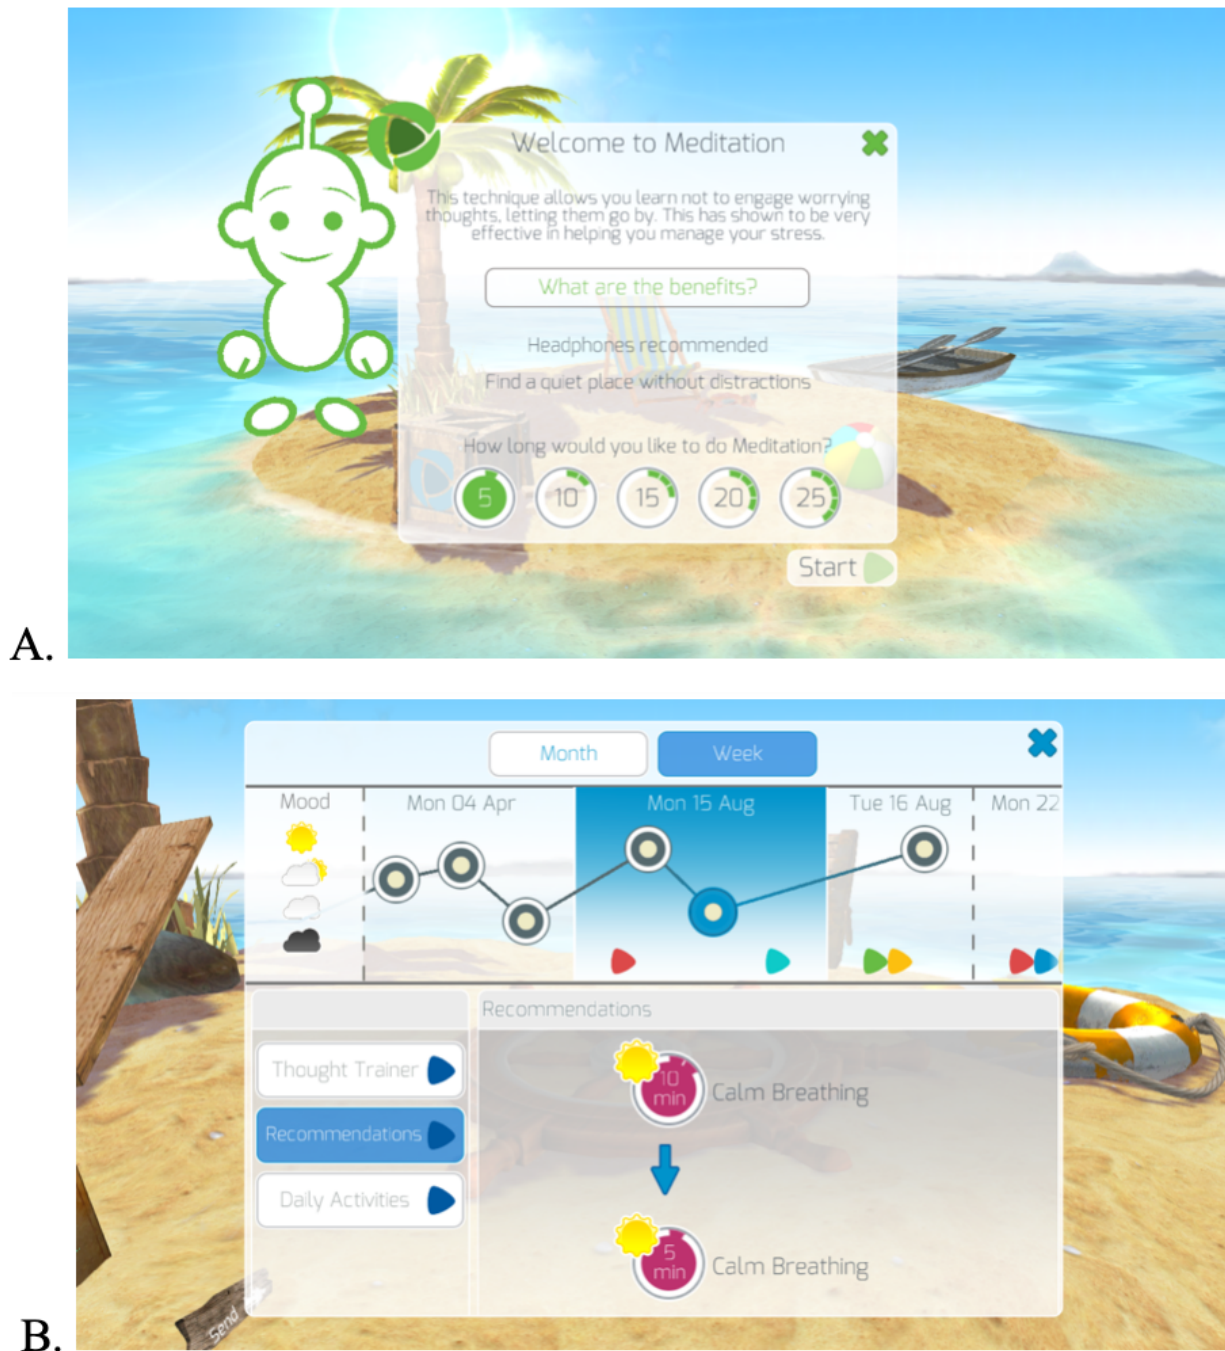 Welcome to Meditation
This technique allows you learn not to engage worrying
thoughts, letting them go by. This has shown to be very
effective in helping you manage your stress.
What are the benefits?
Headphones recommended
Find a quiet place without distractions
How long would you like to do Meditation?
5 10 15 20 25
Start
A.
Month Week
Mood Mon 04 Apr Mon 15 Aug Tue 16 Aug Mon 22
Recommendations
Thought Trainer
Recommendations
Daily Activities
10
min
Calm Breathing
5
min
Calm Breathing
Send
B.